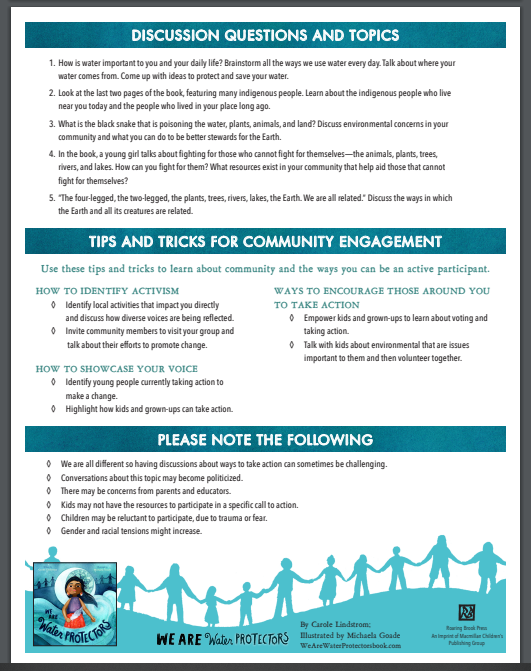 DISCUSSION QUESTIONS AND TOPICS
1. How is water important to you and your daily life? Brainstorm all the ways we use water every day. Talk about where your
water comes from. Come up with ideas to protect and save your water.
2. Look at the last two pages of the book, featuring many indigenous people. Learn about the indigenous people who live
near you today and the people who lived in your place long ago.
3. What is the black snake that is poisoning the water, plants, animals, and land? Discuss environmental concerns in your
community and what you can do to be better stewards for the Earth.
4. In the book, a young girl talks about fighting for those who cannot fight for themselves—the animals, plants, trees,
rivers, and lakes. How can you fight for them? What resources exist in your community that help aid those that cannot
fight for themselves?
5. "The four-legged, the two-legged, the plants, trees, rivers, lakes, the Earth. We are all related." Discuss the ways in which
the Earth and all its creatures are related.
TIPS AND TRICKS FOR COMMUNITY ENGAGEMENT
Use these tips and tricks to learn about community and the ways you can be an active participant.
HOW TO IDENTIFY ACTIVISM
◊ Identify local activities that impact you directly
and discuss how diverse voices are being reflected.
◊ Invite community members to visit your group and
talk about their efforts to promote change.
HOW TO SHOWCASE YOUR VOICE
◊ Identify young people currently taking action to
make a change.
◊ Highlight how kids and grown-ups can take action.
WAYS TO ENCOURAGE THOSE AROUND YOU
TO TAKE ACTION
◊ Empower kids and grown-ups to learn about voting and
taking action.
◊ Talk with kids about environmental that are issues
important to them and then volunteer together.
PLEASE NOTE THE FOLLOWING
◊ We are all different so having discussions about ways to take action can sometimes be challenging.
◊ Conversations about this topic may become politicized.
◊ There may be concerns from parents and educators.
◊ Kids may not have the resources to participate in a specific call to action.
◊ Children may be reluctant to participate, due to trauma or fear.
◊ Gender and racial tensions might increase.
WE ARE
Water PROTECTORS
WE ARE Water PROTECTORS
By Carole Lindstrom;
Illustrated by Michaela Goade
WeAreWaterProtectorsbook.com
Roaring Brook Press
An Imprint of Macmillan Children's
Publishing Group